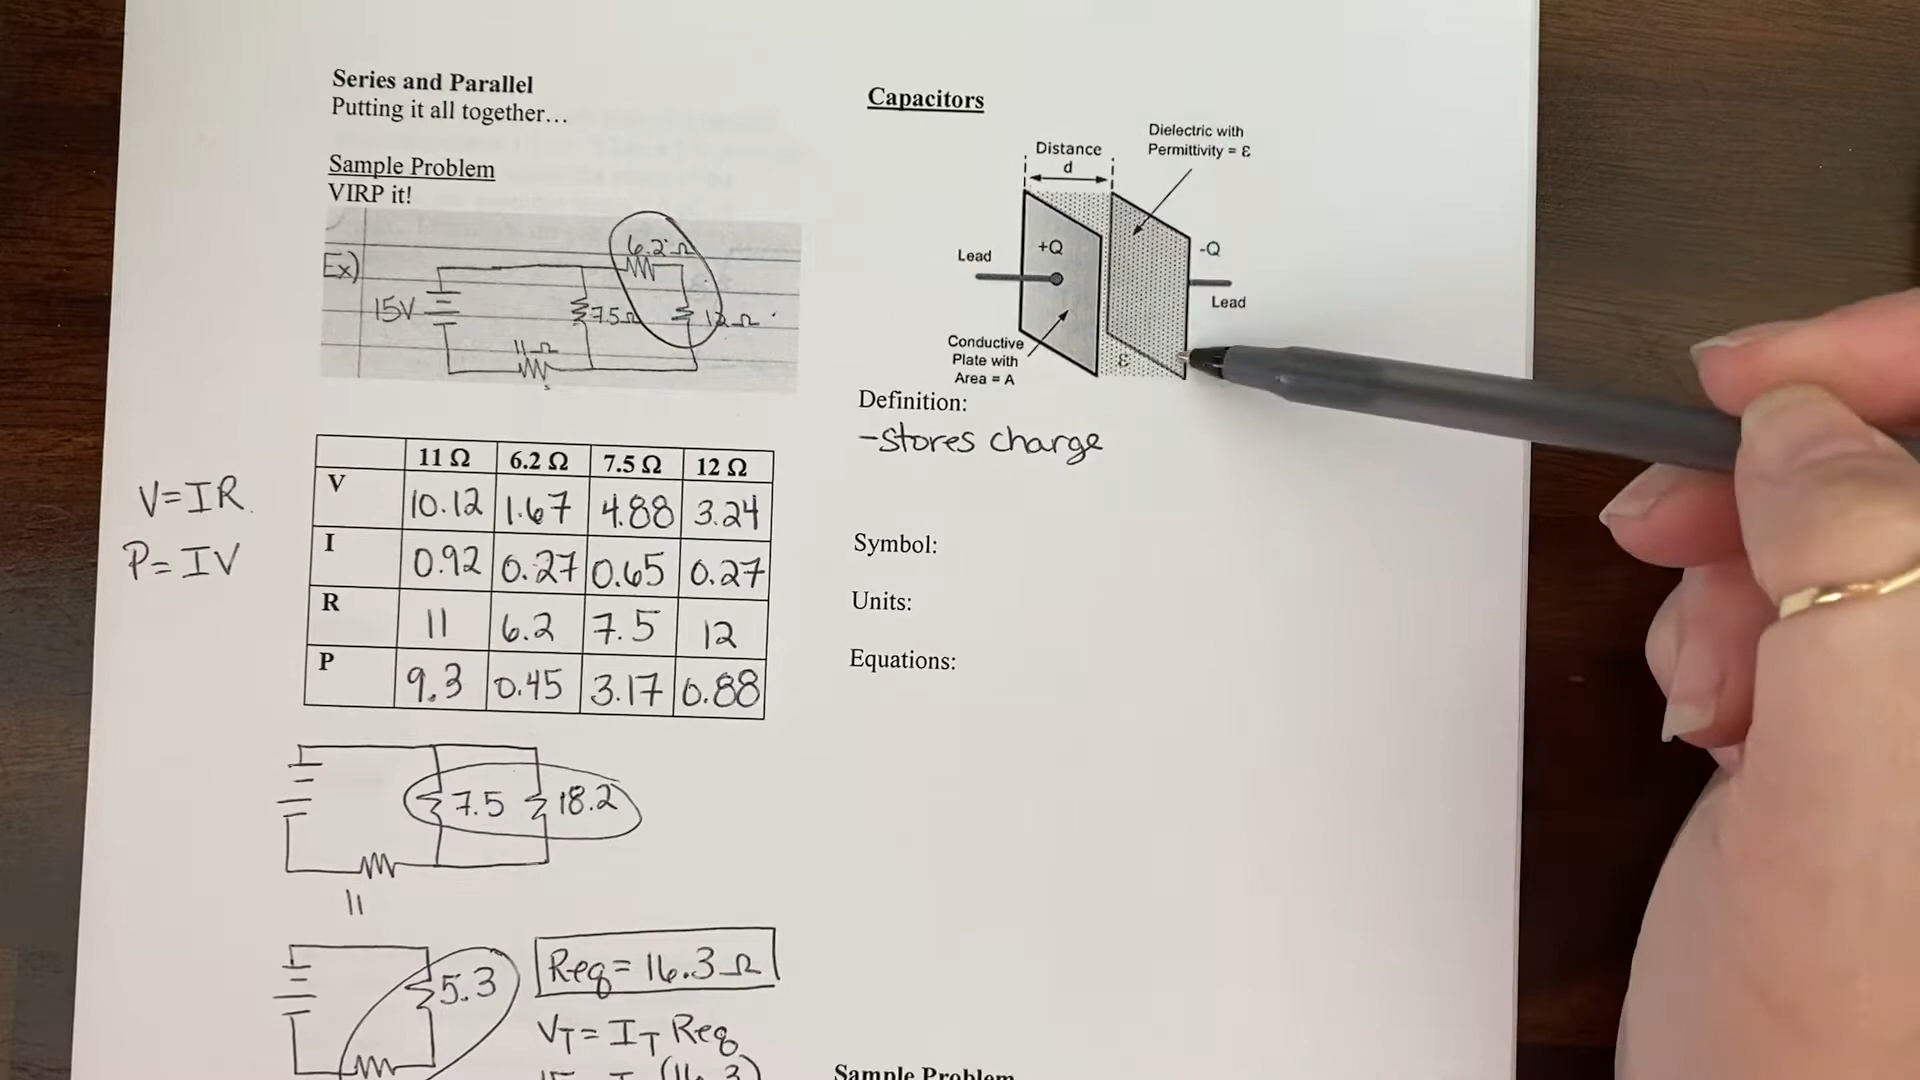 Series and Parallel
Putting it all together…
Sample Problem
VIRP it!
Ex)
15V
6.2 Ω
7.5Ω
12 Ω
11 Ω
V=IR
P=IV
11 Ω 6.2 Ω 7.5 Ω 12 Ω
V 10.12 1.67 4.88 3.24
I 0.92 0.27 0.65 0.27
R 11 6.2 7.5 12
P 9.3 0.45 3.17 0.88
7.5 18.2
11
5.3
Req = 16.3 Ω
VT = IT Req
(16.3)
Capacitors
Distance
d
Dielectric with
Permittivity = ε
Lead
+Q
-Q
Lead
Conductive
Plate with
Area = A
ε
Definition:
-stores charge
Symbol:
Units:
Equations:
Sample Problem